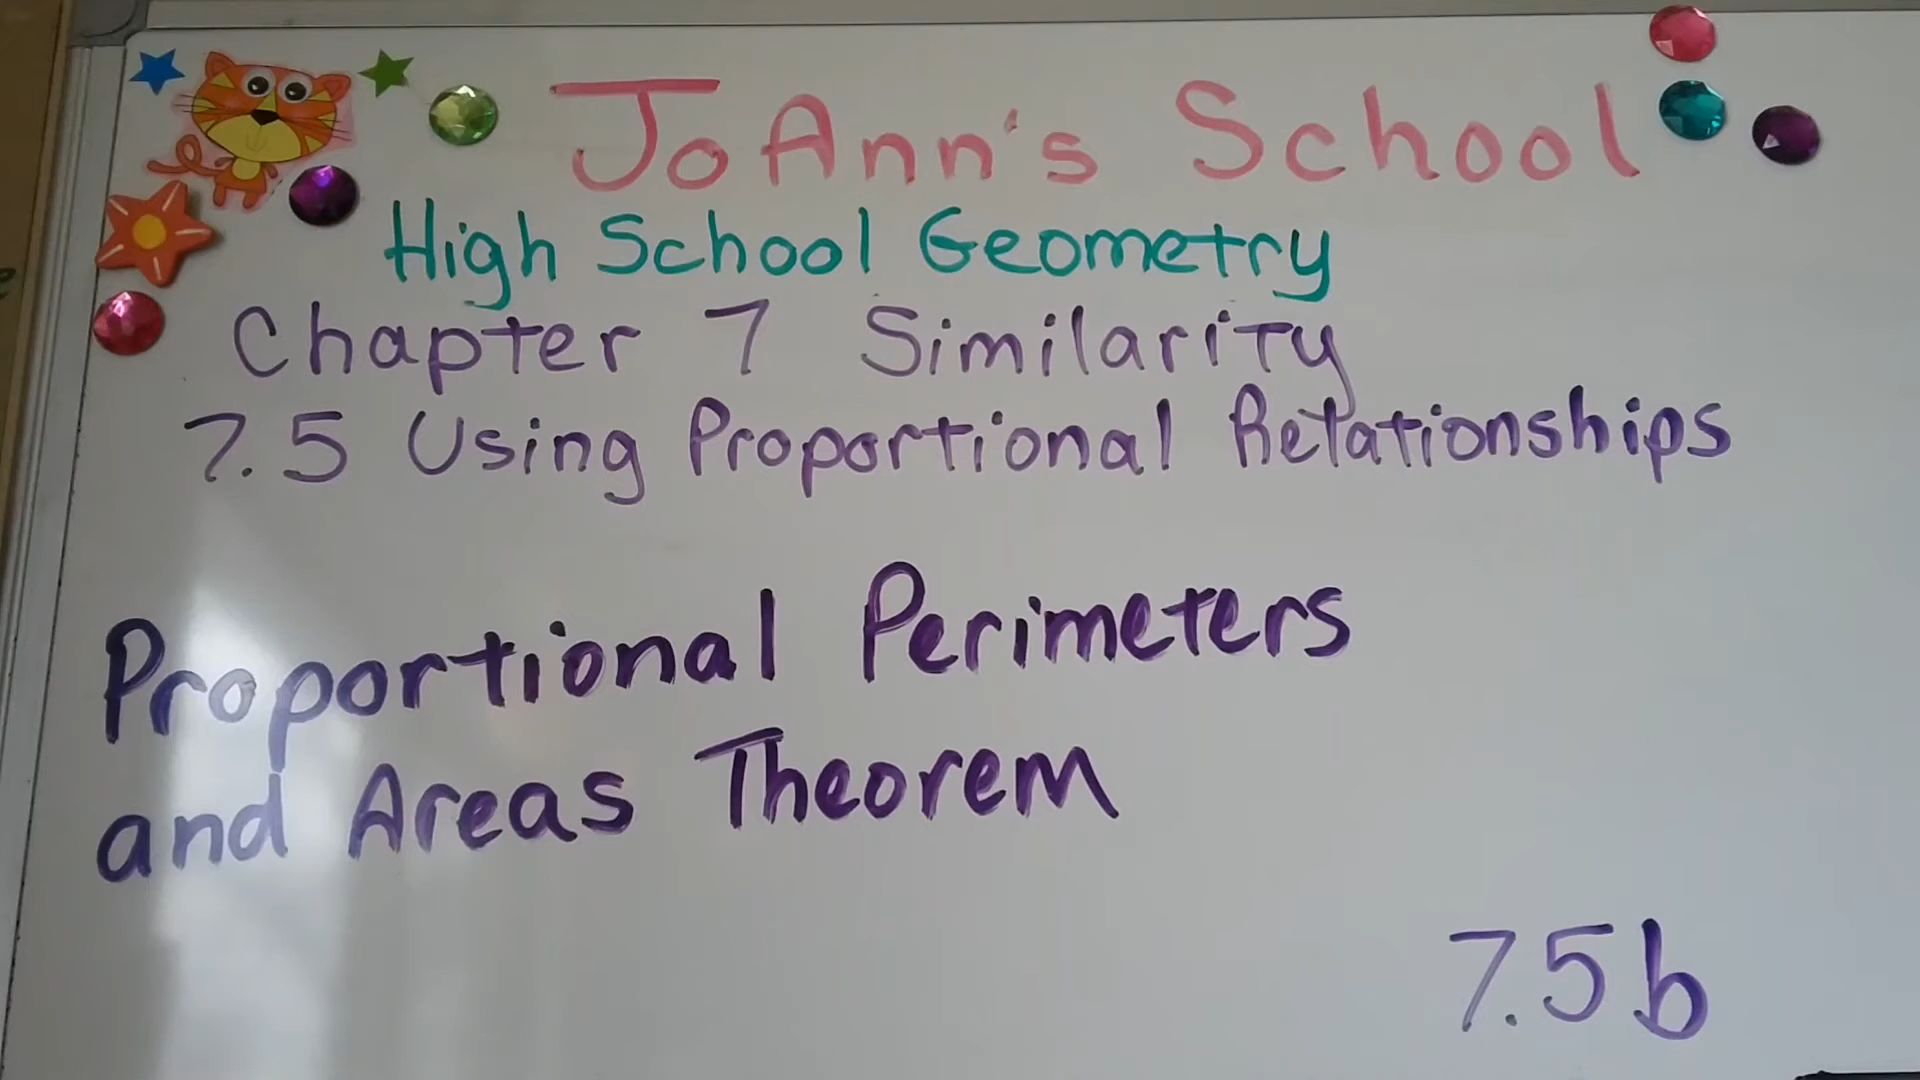 JoAnn's School
High School Geometry
Chapter 7 Similarity
7.5 Using Proportional Relationships
Proportional Perimeters
and Areas Theorem
7.5b